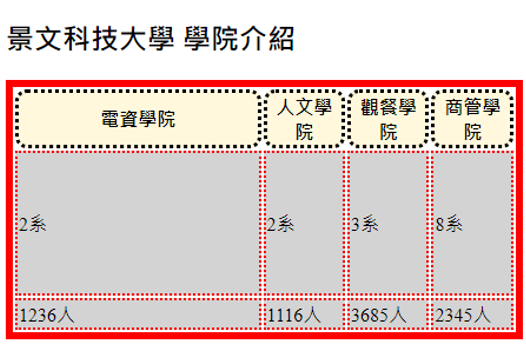 景文科技大學 學院介紹
電資學院 人文學院 觀餐學院 商管學院
2系 2系 3系 8系
1236人 1116人 3685人 2345人